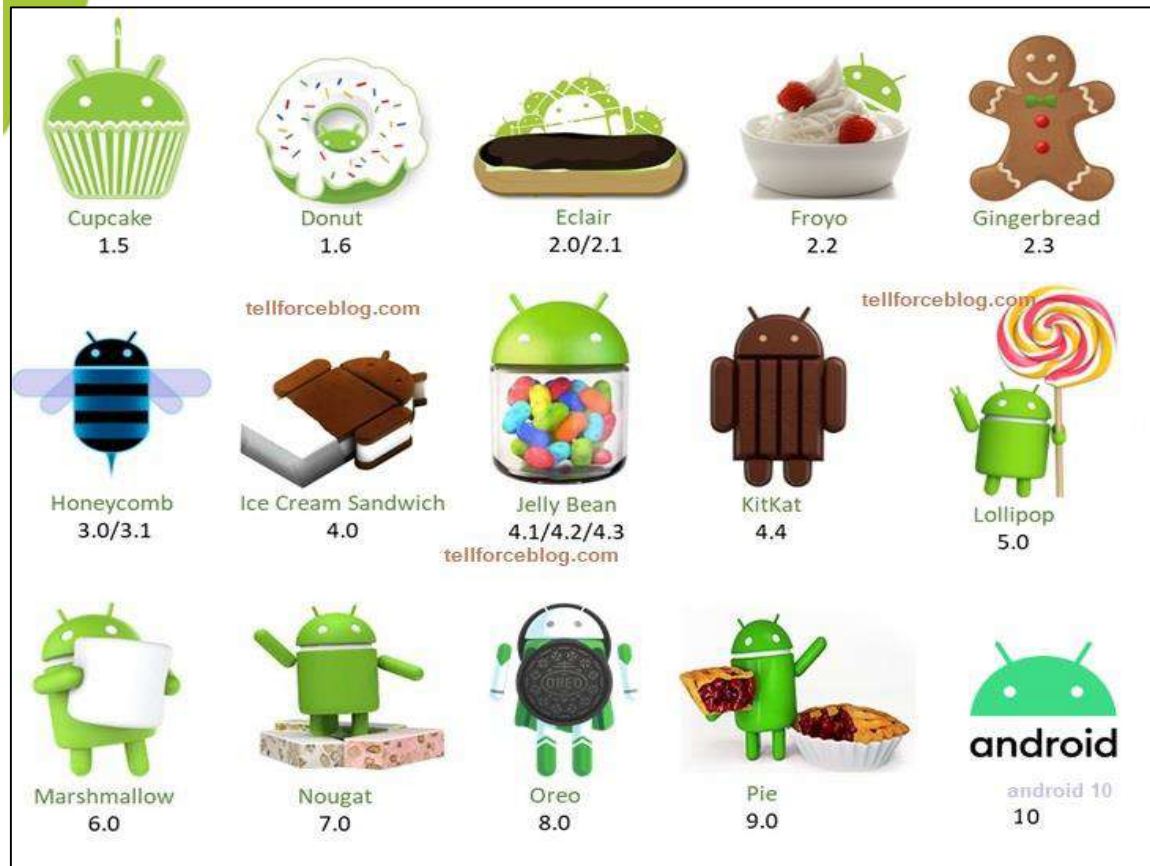 Cupcake
1.5
Donut
1.6
Eclair
2.0/2.1
Froyo
2.2
Gingerbread
2.3
tellforceblog.com
tellforceblog.com
Honeycomb
3.0/3.1
Ice Cream Sandwich
4.0
Jelly Bean
4.1/4.2/4.3
KitKat
4.4
Lollipop
5.0
tellforceblog.com
OREO
Marshmallow
6.0
Nougat
7.0
Oreo
8.0
Pie
9.0
android
android 10
10